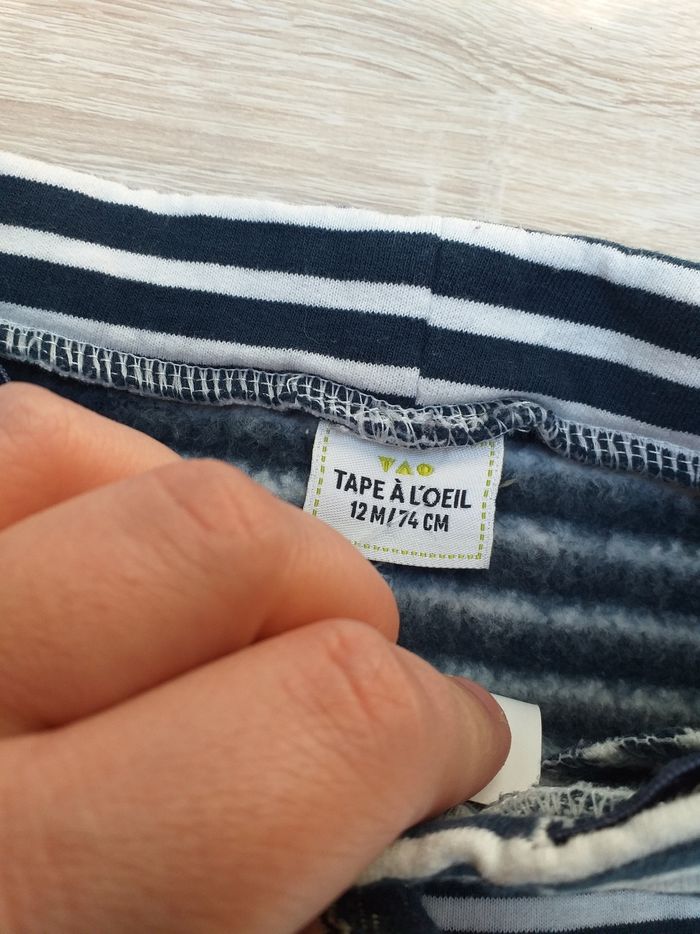 TAO
TAPE À L'OEIL
12 M/74 CM